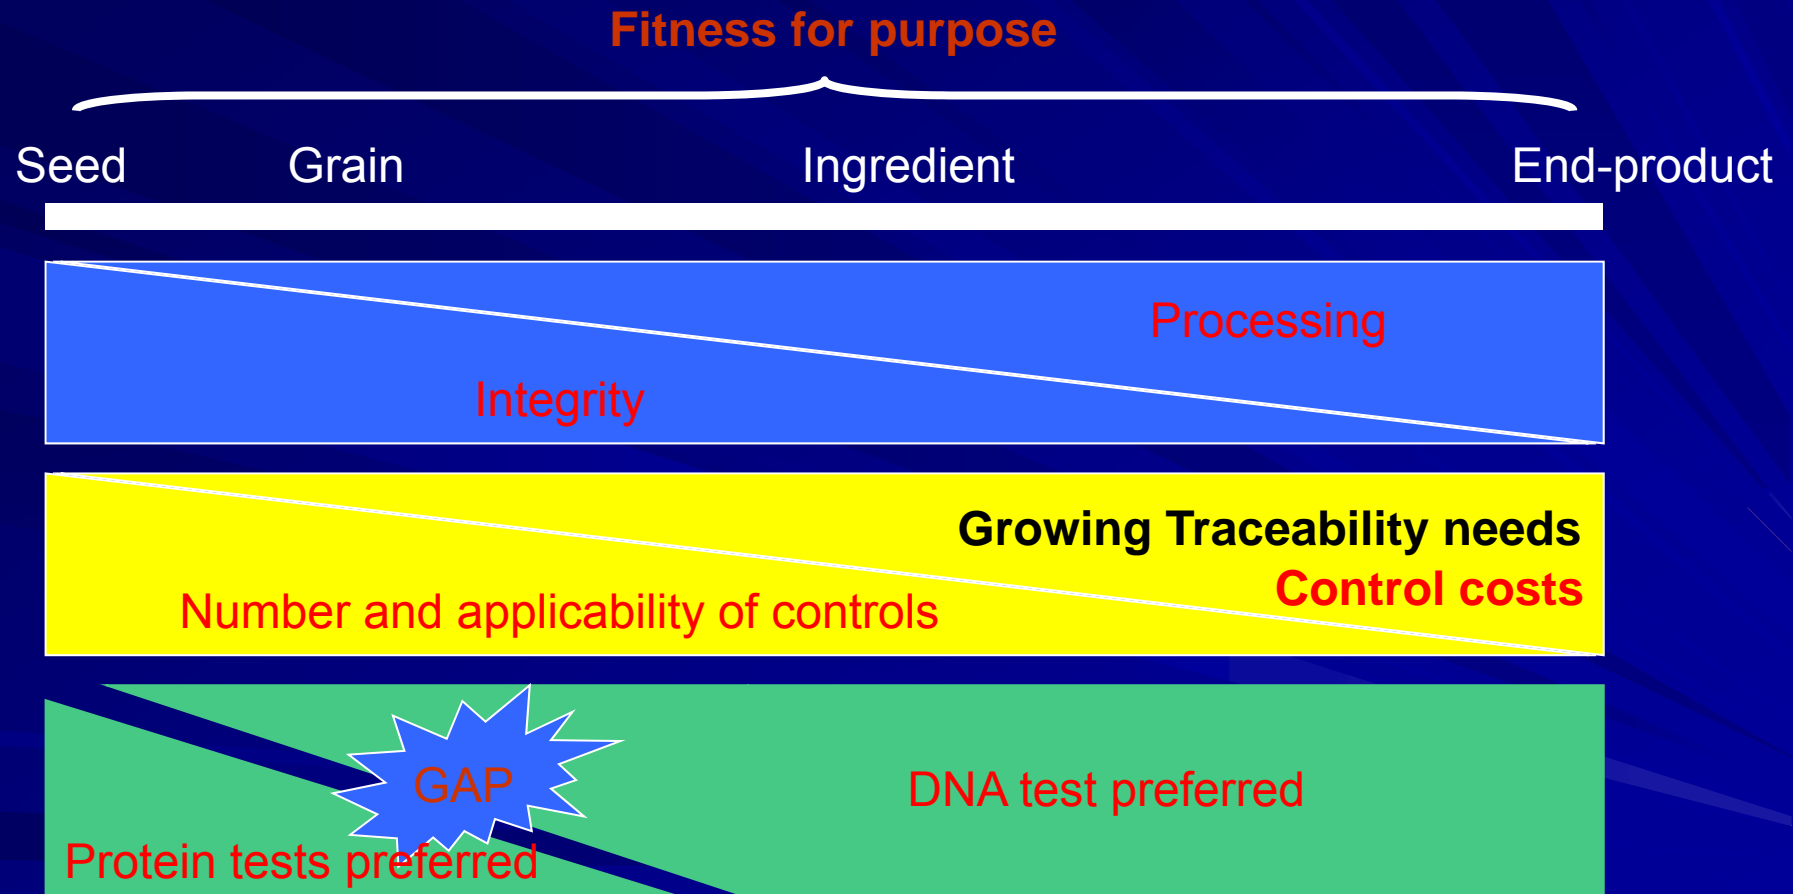 Fitness for purpose
Seed Grain Ingredient End-product
Processing
Integrity
Growing Traceability needs
Control costs
Number and applicability of controls
GAP
DNA test preferred
Protein tests preferred